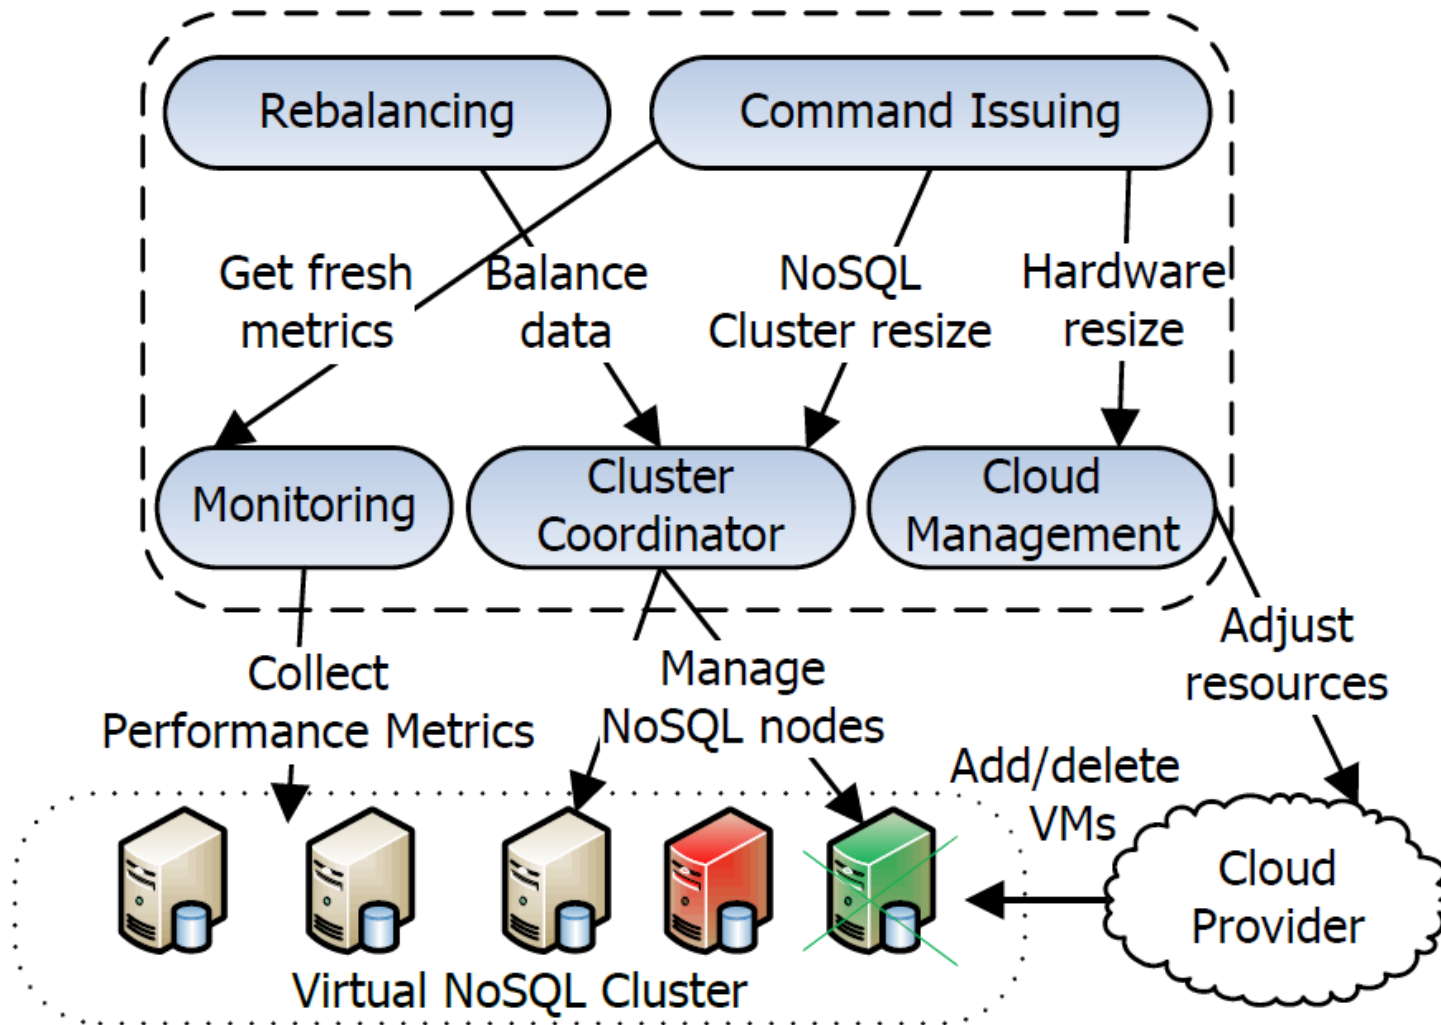 Rebalancing
Command Issuing
Get fresh
metrics
Balance
data
NoSQL
Cluster resize
Hardware
resize
Monitoring
Cluster
Coordinator
Cloud
Management
Collect
Performance Metrics
Manage
NoSQL nodes
Adjust
resources
Add/delete
VMs
Cloud
Provider
Virtual NoSQL Cluster